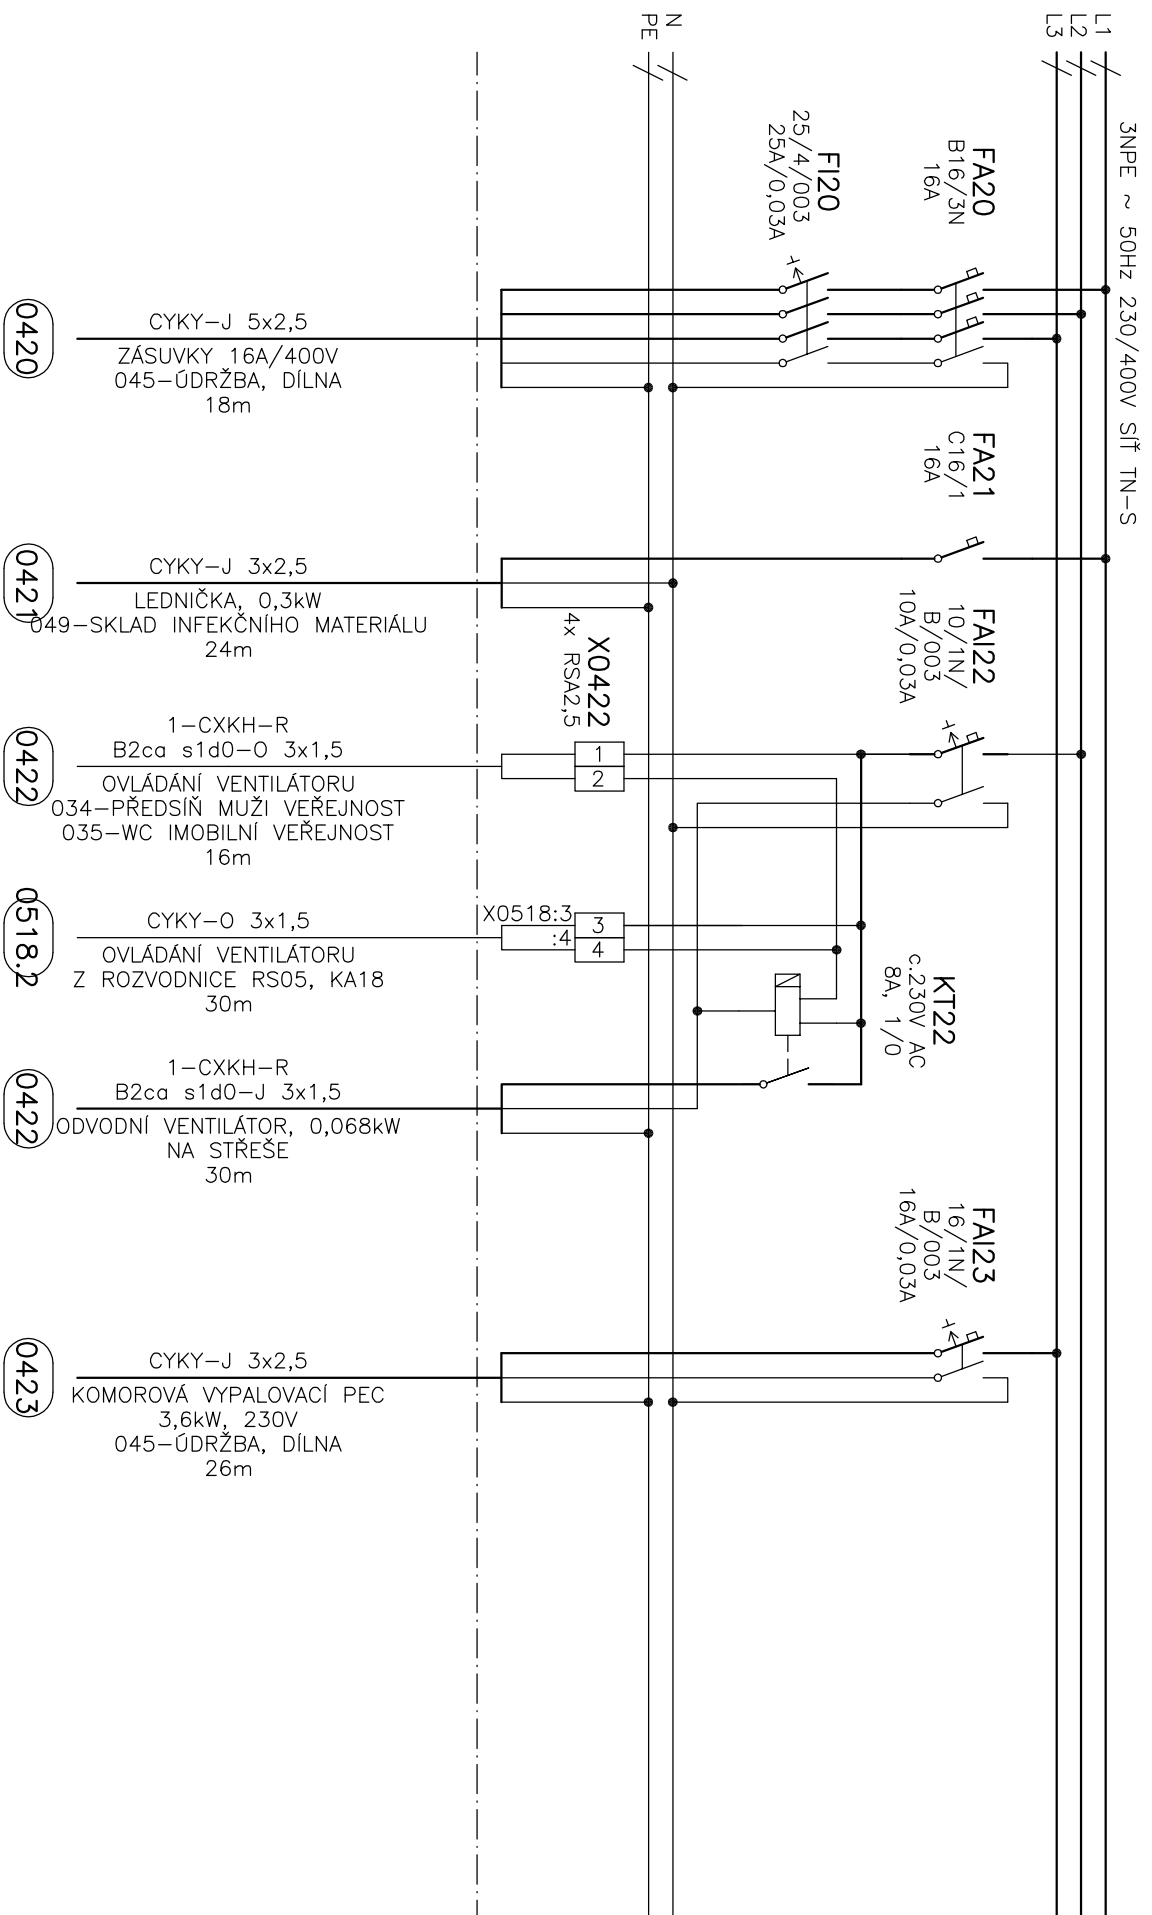 L1
L2
L3
N
PE
3NPE ~ 50Hz 230/400V SÍŤ TN-S
FA20
B16/3N
16A
FI20
25/4/003
25A/0,03A
CYKY-J 5x2,5
ZÁSUVKY 16A/400V
045-ÚDRŽBA, DÍLNA
18m
0420
FA21
C16/1
16A
CYKY-J 3x2,5
LEDNIČKA, 0,3kW
049-SKLAD INFEKČNÍHO MATERIÁLU
24m
0421
FAI22
10/1N/
B/003
10A/0,03A
X0422
4x RSA2,5
1
2
1-CXKH-R
B2ca s1d0-O 3x1,5
OVLÁDÁNÍ VENTILÁTORU
034-PŘEDSÍŇ MUŽI VEŘEJNOST
035-WC IMOBILNÍ VEŘEJNOST
16m
0422
X0518:3
:4
3
4
CYKY-O 3x1,5
OVLÁDÁNÍ VENTILÁTORU
Z ROZVODNICE RS05, KA18
30m
0518.2
KT22
c.230V AC
8A, 1/0
1-CXKH-R
B2ca s1d0-J 3x1,5
ODVODNÍ VENTILÁTOR, 0,068kW
NA STŘEŠE
30m
0422
FAI23
16/1N/
B/003
16A/0,03A
CYKY-J 3x2,5
KOMOROVÁ VYPALOVACÍ PEC
3,6kW, 230V
045-ÚDRŽBA, DÍLNA
26m
0423